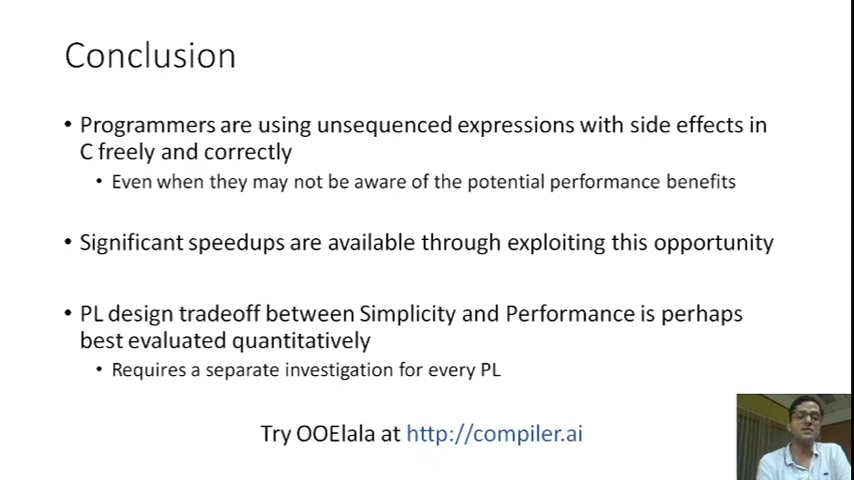 Conclusion
• Programmers are using unsequenced expressions with side effects in
C freely and correctly
• Even when they may not be aware of the potential performance benefits
• Significant speedups are available through exploiting this opportunity
• PL design tradeoff between Simplicity and Performance is perhaps
best evaluated quantitatively
• Requires a separate investigation for every PL
Try OOElala at http://compiler.ai